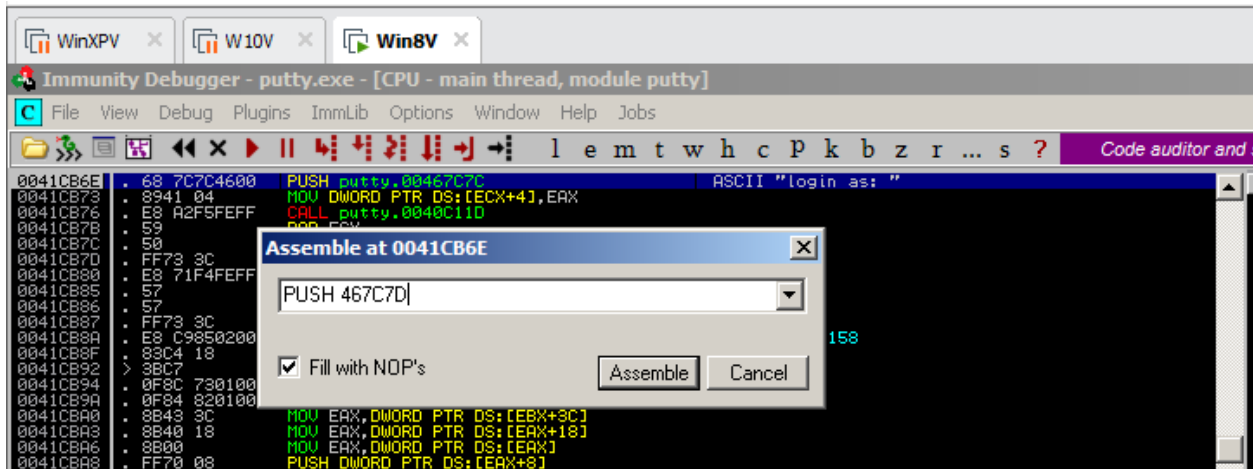 WinXPV × W10V × Win8V ×
Immunity Debugger - putty.exe - [CPU - main thread, module putty]
C File View Debug Plugins ImmLib Options Window Help Jobs
l e m t w h c P k b z r ... s ? Code auditor and
0041CB6E . 68 7C7C4600 PUSH putty.00467C7C ASCII "login as: "
0041CB73 . 8941 04 MOV DWORD PTR DS:[ECX+4],EAX
0041CB76 . E8 A2F5FEFF CALL putty.0040C11D
0041CB7B . 59
0041CB7C . 50
0041CB7D . FF73 3C
0041CB80 . E8 71F4FEFF
0041CB85 . 57
0041CB86 . 57
0041CB87 . FF73 3C
0041CB8A . E8 C9850200 158
0041CB8F . 83C4 18
0041CB92 > 3BC7
0041CB94 . 0F8C 730100
0041CB9A . 0F84 820100
0041CBA0 . 8B43 3C MOV EAX,DWORD PTR DS:[EBX+3C]
0041CBA3 . 8B40 18 MOV EAX,DWORD PTR DS:[EAX+18]
0041CBA6 . 8B00 MOV EAX,DWORD PTR DS:[EAX]
0041CBA8 . FF70 08 PUSH DWORD PTR DS:[EAX+8]
Assemble at 0041CB6E
PUSH 467C7D
Fill with NOP's Assemble Cancel